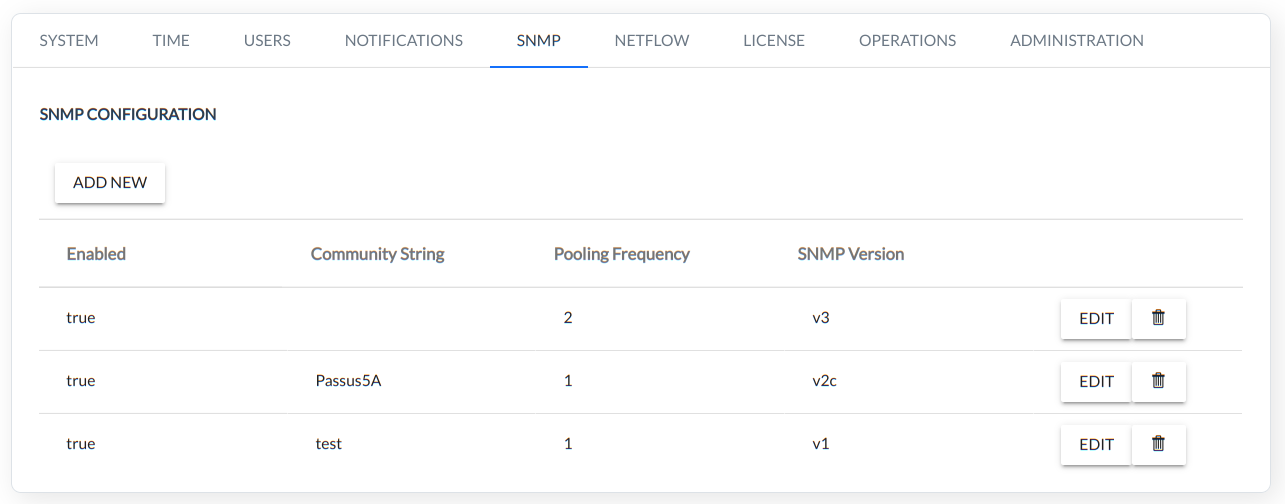 SYSTEM TIME USERS NOTIFICATIONS SNMP NETFLOW LICENSE OPERATIONS ADMINISTRATION
SNMP CONFIGURATION
ADD NEW
Enabled Community String Pooling Frequency SNMP Version
true 2 v3 EDIT
true Passus5A 1 v2c EDIT
true test 1 v1 EDIT